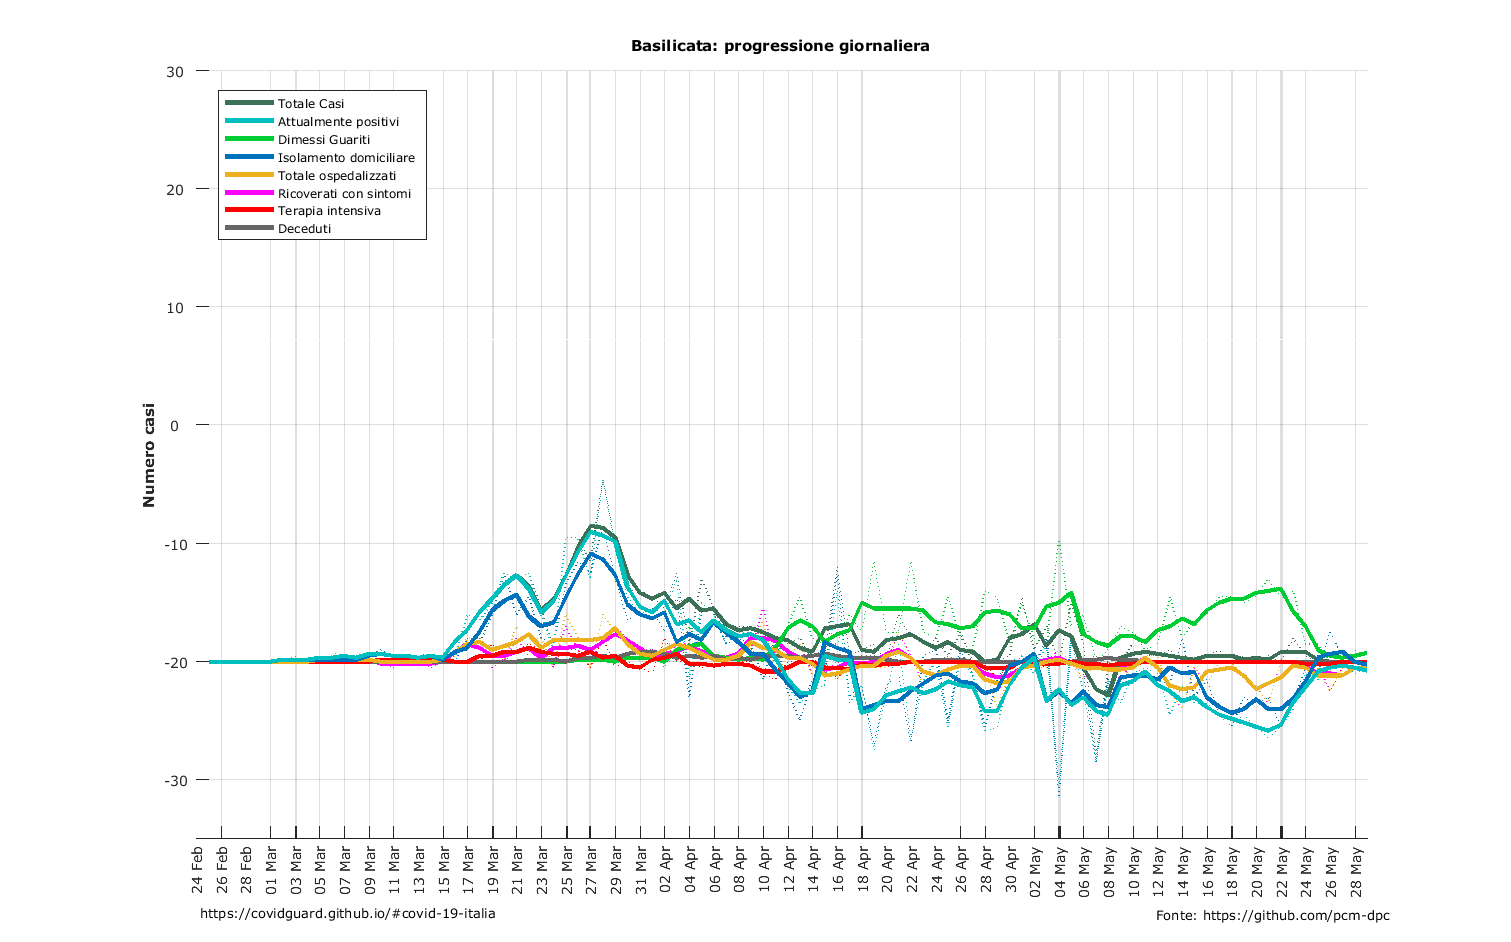 Basilicata: progressione giornaliera
30
20
10
0
-10
-20
-30
Numero casi
Totale Casi
Attualmente positivi
Dimessi Guariti
Isolamento domiciliare
Totale ospedalizzati
Ricoverati con sintomi
Terapia intensiva
Deceduti
24 Feb
26 Feb
28 Feb
01 Mar
03 Mar
05 Mar
07 Mar
09 Mar
11 Mar
13 Mar
15 Mar
17 Mar
19 Mar
21 Mar
23 Mar
25 Mar
27 Mar
29 Mar
31 Mar
02 Apr
04 Apr
06 Apr
08 Apr
10 Apr
12 Apr
14 Apr
16 Apr
18 Apr
20 Apr
22 Apr
24 Apr
26 Apr
28 Apr
30 Apr
02 May
04 May
06 May
08 May
10 May
12 May
14 May
16 May
18 May
20 May
22 May
24 May
26 May
28 May
https://covidguard.github.io/#covid-19-italia
Fonte: https://github.com/pcm-dpc